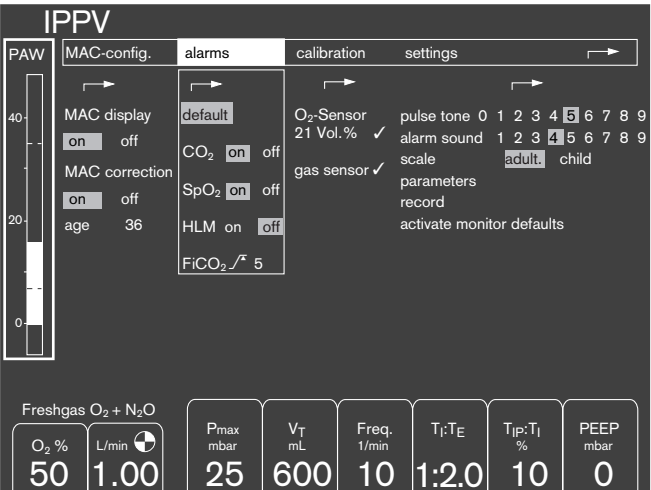 IPPV
PAW
MAC-config. alarms calibration settings
MAC display
on off
MAC correction
on off
age 36
default
CO₂ on off
SpO₂ on off
HLM on off
FiCO₂ 5
O₂-Sensor
21 Vol.% ✓
gas sensor ✓
pulse tone 0 1 2 3 4 5 6 7 8 9
alarm sound 1 2 3 4 5 6 7 8 9
scale adult. child
parameters
record
activate monitor defaults
40
20
0
Freshgas O₂ + N₂O
O₂ %
50
L/min
1.00
Pmax
mbar
25
VT
mL
600
Freq.
1/min
10
TI:TE
1:2.0
TIP:TI
%
10
PEEP
mbar
0